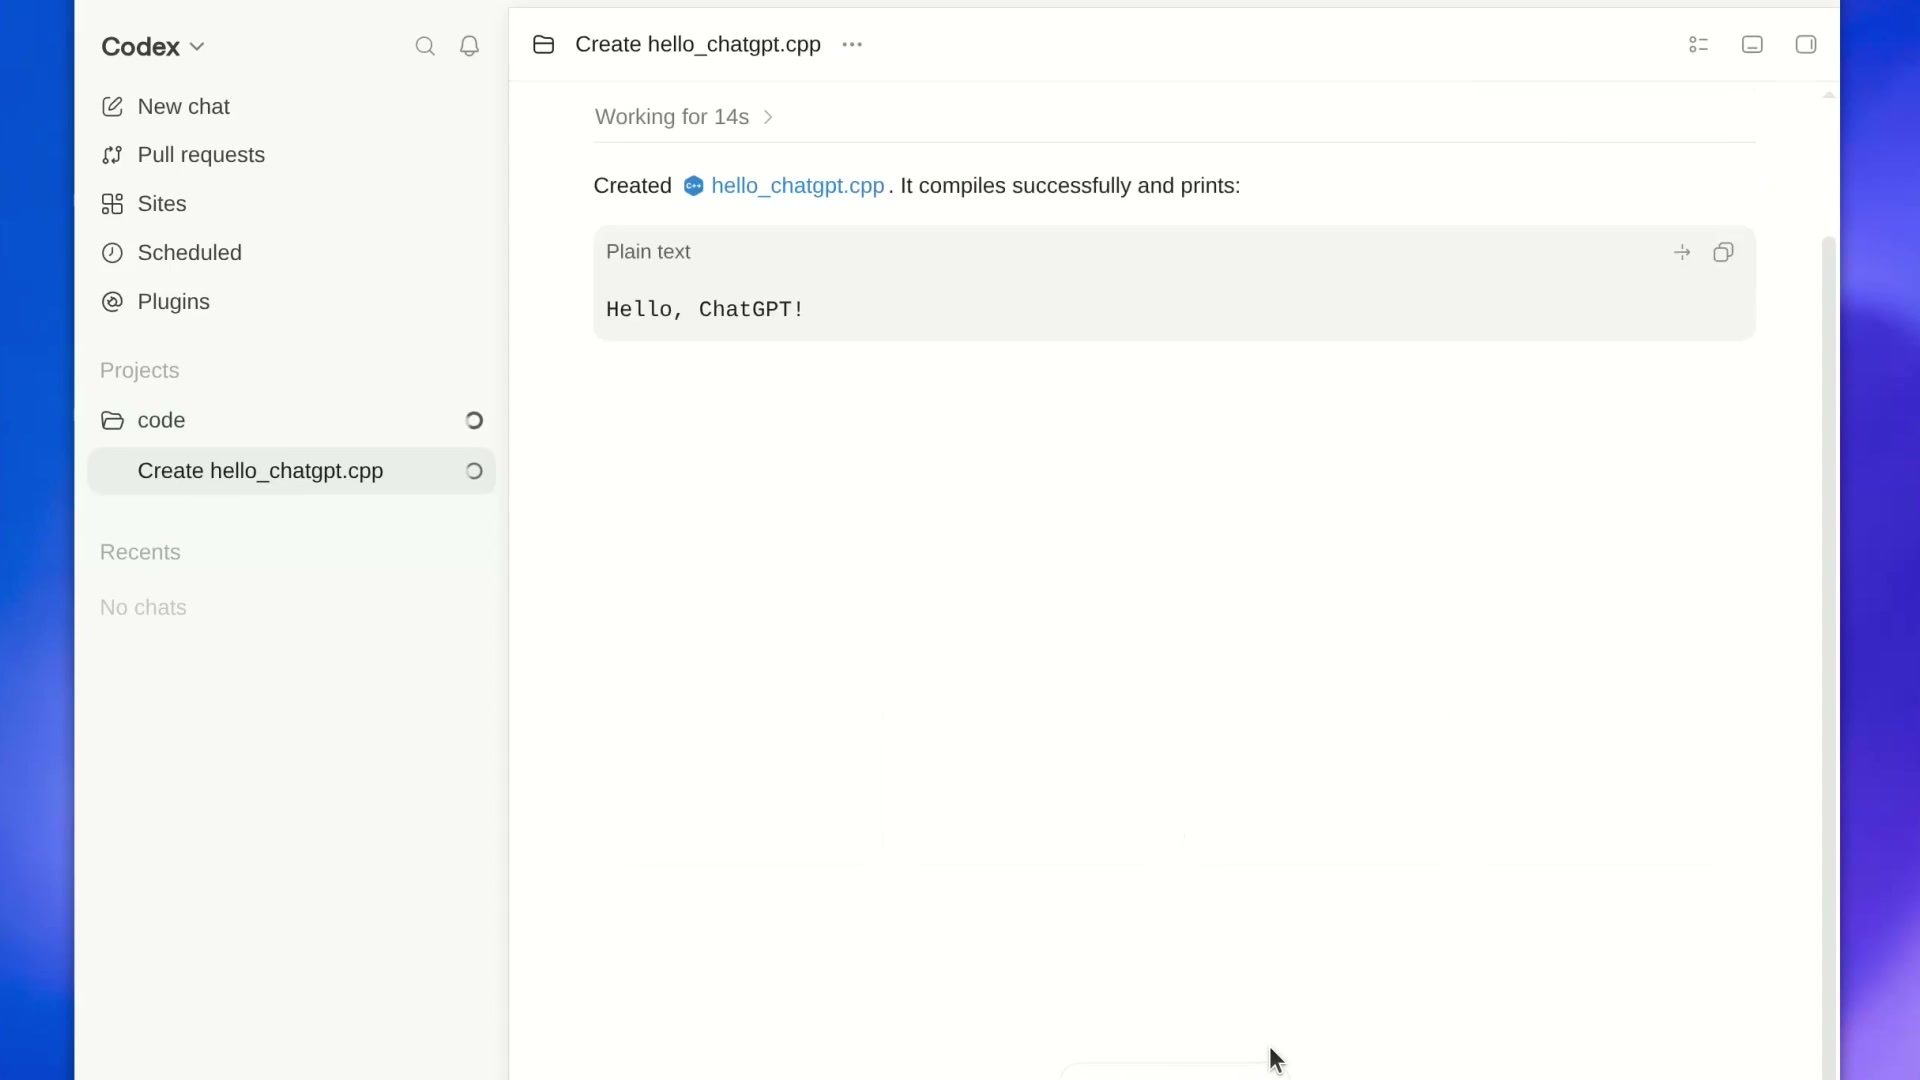 Codex
New chat
Pull requests
Sites
Scheduled
Plugins
Projects
code
Create hello_chatgpt.cpp
Recents
No chats
Create hello_chatgpt.cpp
Working for 14s
Created C++ hello_chatgpt.cpp. It compiles successfully and prints:
Plain text
Hello, ChatGPT!